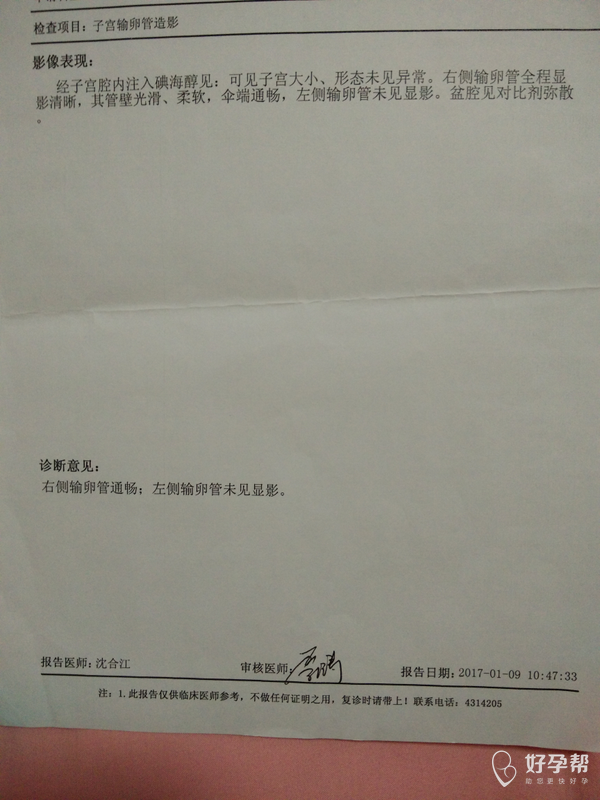 检查项目：子宫输卵管造影
影像表现：
经子宫腔内注入碘海醇见：可见子宫大小、形态未见异常。右侧输卵管全程显
影清晰，其管壁光滑、柔软，伞端通畅，左侧输卵管未见显影。盆腔见对比剂弥散
。
诊断意见：
右侧输卵管通畅；左侧输卵管未见显影。
报告医师：沈合江 审核医师： 报告日期：2017-01-09 10:47:33
注：1.此报告仅供临床医师参考，不做任何证明之用，复诊时请带上！联系电话：4314205
好孕帮
助您更快好孕